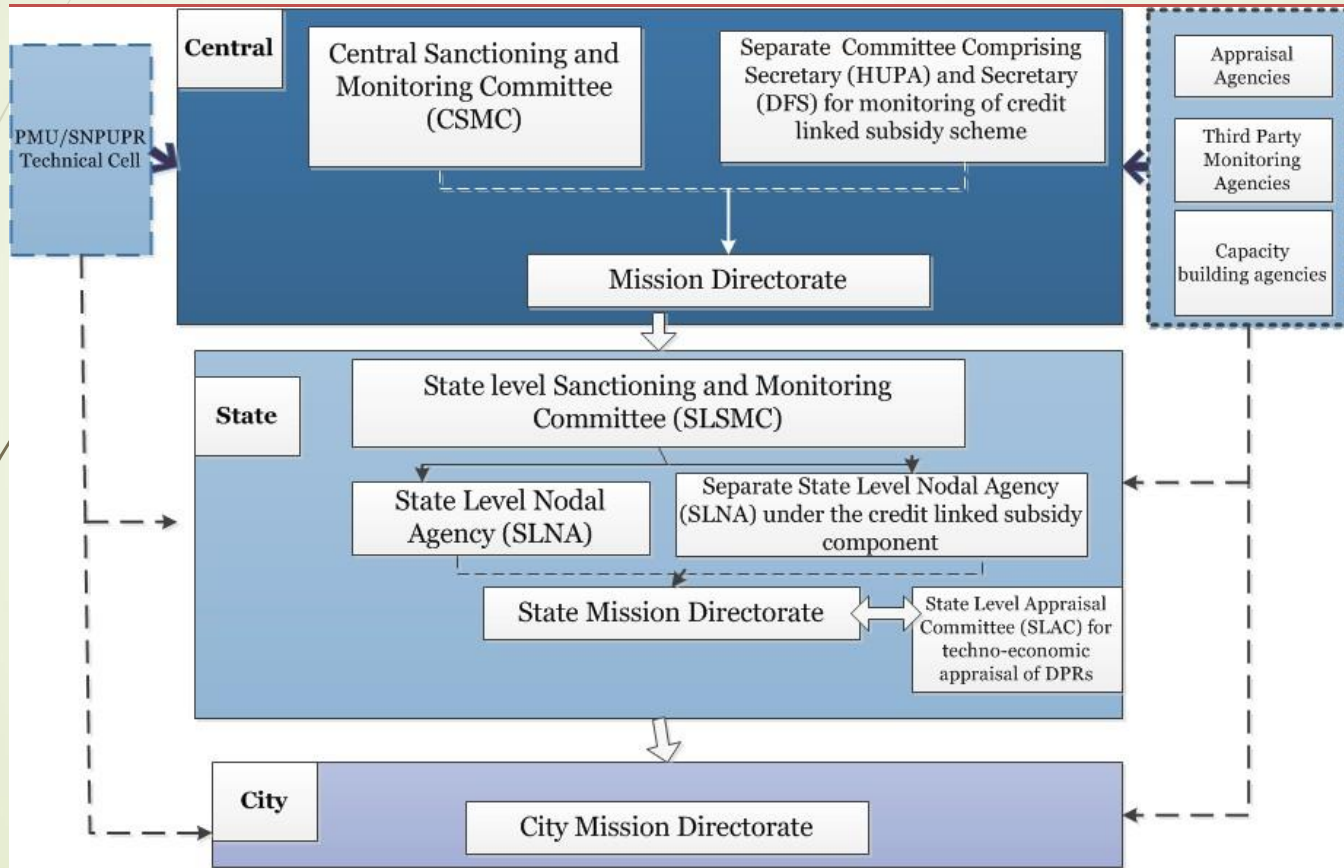 PMU/SNPUPR
Technical Cell
Central
Central Sanctioning and
Monitoring Committee
(CSMC)
Separate Committee Comprising
Secretary (HUPA) and Secretary
(DFS) for monitoring of credit
linked subsidy scheme
Mission Directorate
Appraisal
Agencies
Third Party
Monitoring
Agencies
Capacity
building agencies
State
State level Sanctioning and Monitoring
Committee (SLSMC)
State Level Nodal
Agency (SLNA)
Separate State Level Nodal Agency
(SLNA) under the credit linked subsidy
component
State Mission Directorate
State Level Appraisal
Committee (SLAC) for
techno-economic
appraisal of DPRs
City
City Mission Directorate